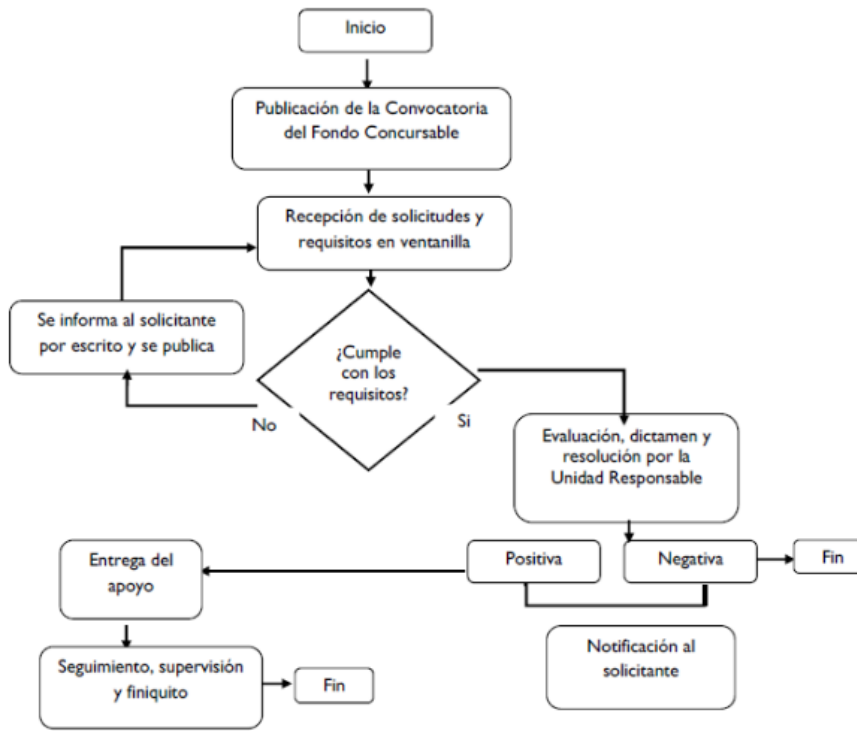 Inicio
Publicación de la Convocatoria
del Fondo Concursable
Recepción de solicitudes y
requisitos en ventanilla
Se informa al solicitante
por escrito y se publica
¿Cumple
con los
requisitos?
No
Si
Evaluación, dictamen y
resolución por la
Unidad Responsable
Entrega del
apoyo
Positiva
Negativa
Fin
Seguimiento, supervisión
y finiquito
Fin
Notificación al
solicitante